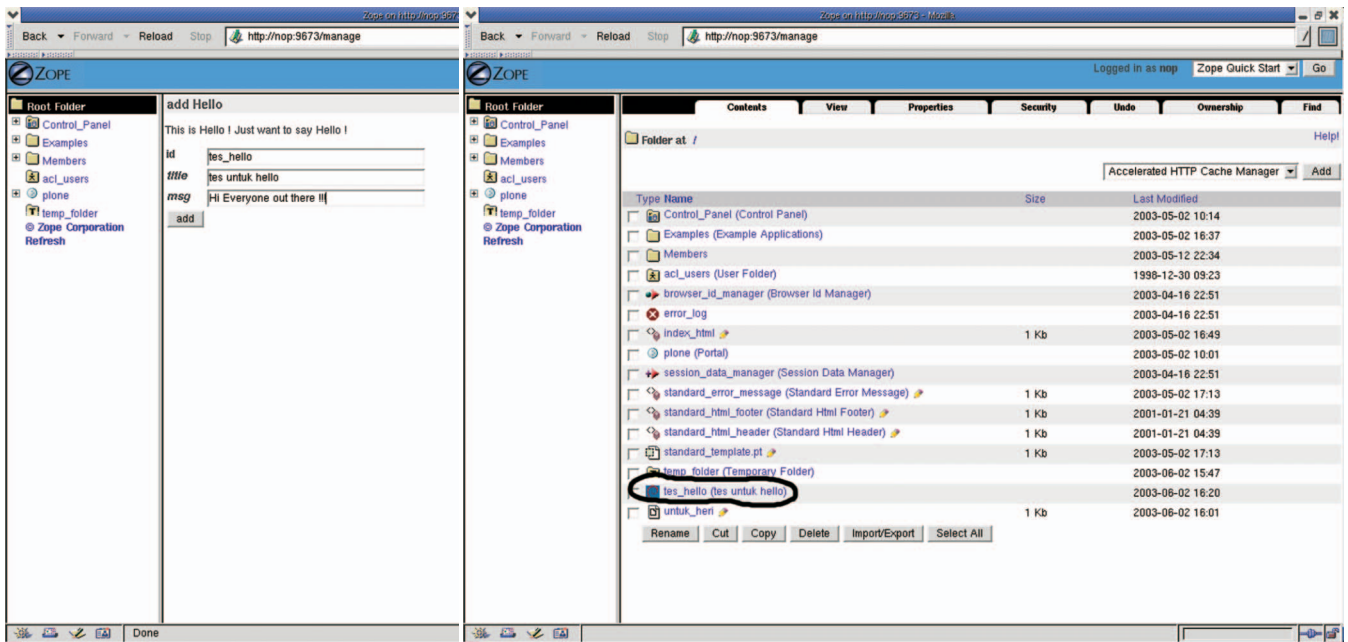 Zope on http://nop:967
Back Forward Reload Stop http://nop:9673/manage
ZOPE
Root Folder
Control_Panel
Examples
Members
acl_users
plone
temp_folder
© Zope Corporation
Refresh
add Hello
This is Hello ! Just want to say Hello !
id tes_hello
title tes untuk hello
msg Hi Everyone out there !!!
add
Done
Zope on http://nop:9673 - Mozilla
Back Forward Reload Stop http://nop:9673/manage
ZOPE
Logged in as nop Zope Quick Start Go
Root Folder
Control_Panel
Examples
Members
acl_users
plone
temp_folder
© Zope Corporation
Refresh
Contents View Properties Security Undo Ownership Find
Folder at / Help!
Accelerated HTTP Cache Manager Add
Type Name Size Last Modified
Control_Panel (Control Panel) 2003-05-02 10:14
Examples (Example Applications) 2003-05-02 16:37
Members 2003-05-12 22:34
acl_users (User Folder) 1998-12-30 09:23
browser_id_manager (Browser Id Manager) 2003-04-16 22:51
error_log 2003-04-16 22:51
index_html 1 Kb 2003-05-02 16:49
plone (Portal) 2003-05-02 10:01
session_data_manager (Session Data Manager) 2003-04-16 22:51
standard_error_message (Standard Error Message) 1 Kb 2003-05-02 17:13
standard_html_footer (Standard Html Footer) 1 Kb 2001-01-21 04:39
standard_html_header (Standard Html Header) 1 Kb 2001-01-21 04:39
standard_template.pt 1 Kb 2003-05-02 17:13
temp_folder (Temporary Folder) 2003-06-02 15:47
tes_hello (tes untuk hello) 2003-06-02 16:20
untuk_heri 1 Kb 2003-06-02 16:01
Rename Cut Copy Delete Import/Export Select All